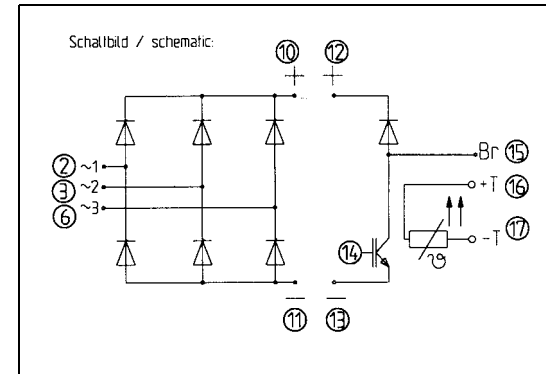 Schaltbild / schematic:
10 12
+ +
Br 15
2 ~1
+T 16
3 ~2
6 ~3
-T 17
14
ϑ
− −
11 13